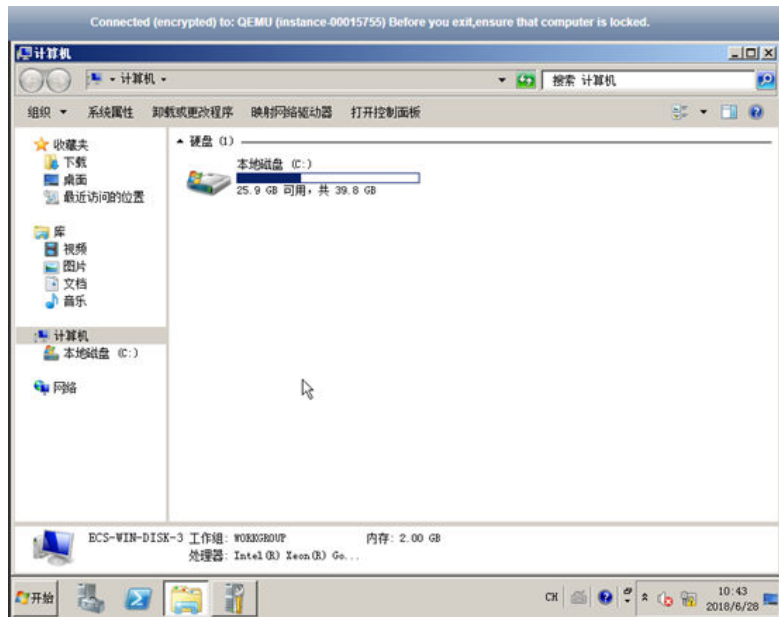 Connected (encrypted) to: QEMU (instance-00015755) Before you exit,ensure that computer is locked.
计算机
计算机
搜索 计算机
组织 系统属性 卸载或更改程序 映射网络驱动器 打开控制面板
收藏夹
下载
桌面
最近访问的位置
库
视频
图片
文档
音乐
计算机
本地磁盘 (C:)
网络
硬盘 (1)
本地磁盘 (C:)
25.9 GB 可用，共 39.8 GB
ECS-WIN-DISK-3 工作组: WORKGROUP 内存: 2.00 GB
处理器: Intel(R) Xeon(R) Go...
开始
CH
10:43
2018/6/28